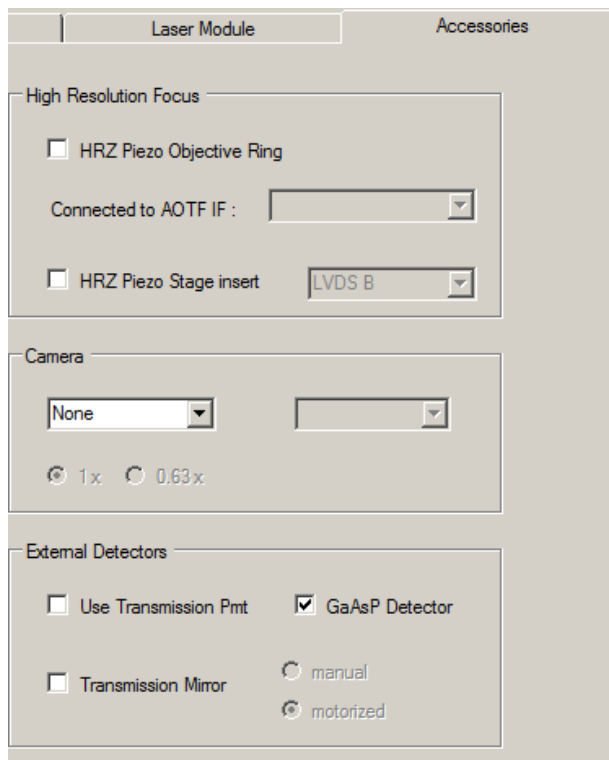 Laser Module
Accessories
High Resolution Focus
HRZ Piezo Objective Ring
Connected to AOTF IF :
HRZ Piezo Stage insert
LVDS B
Camera
None
1x
0.63x
External Detectors
Use Transmission Pmt
GaAsP Detector
Transmission Mirror
manual
motorized